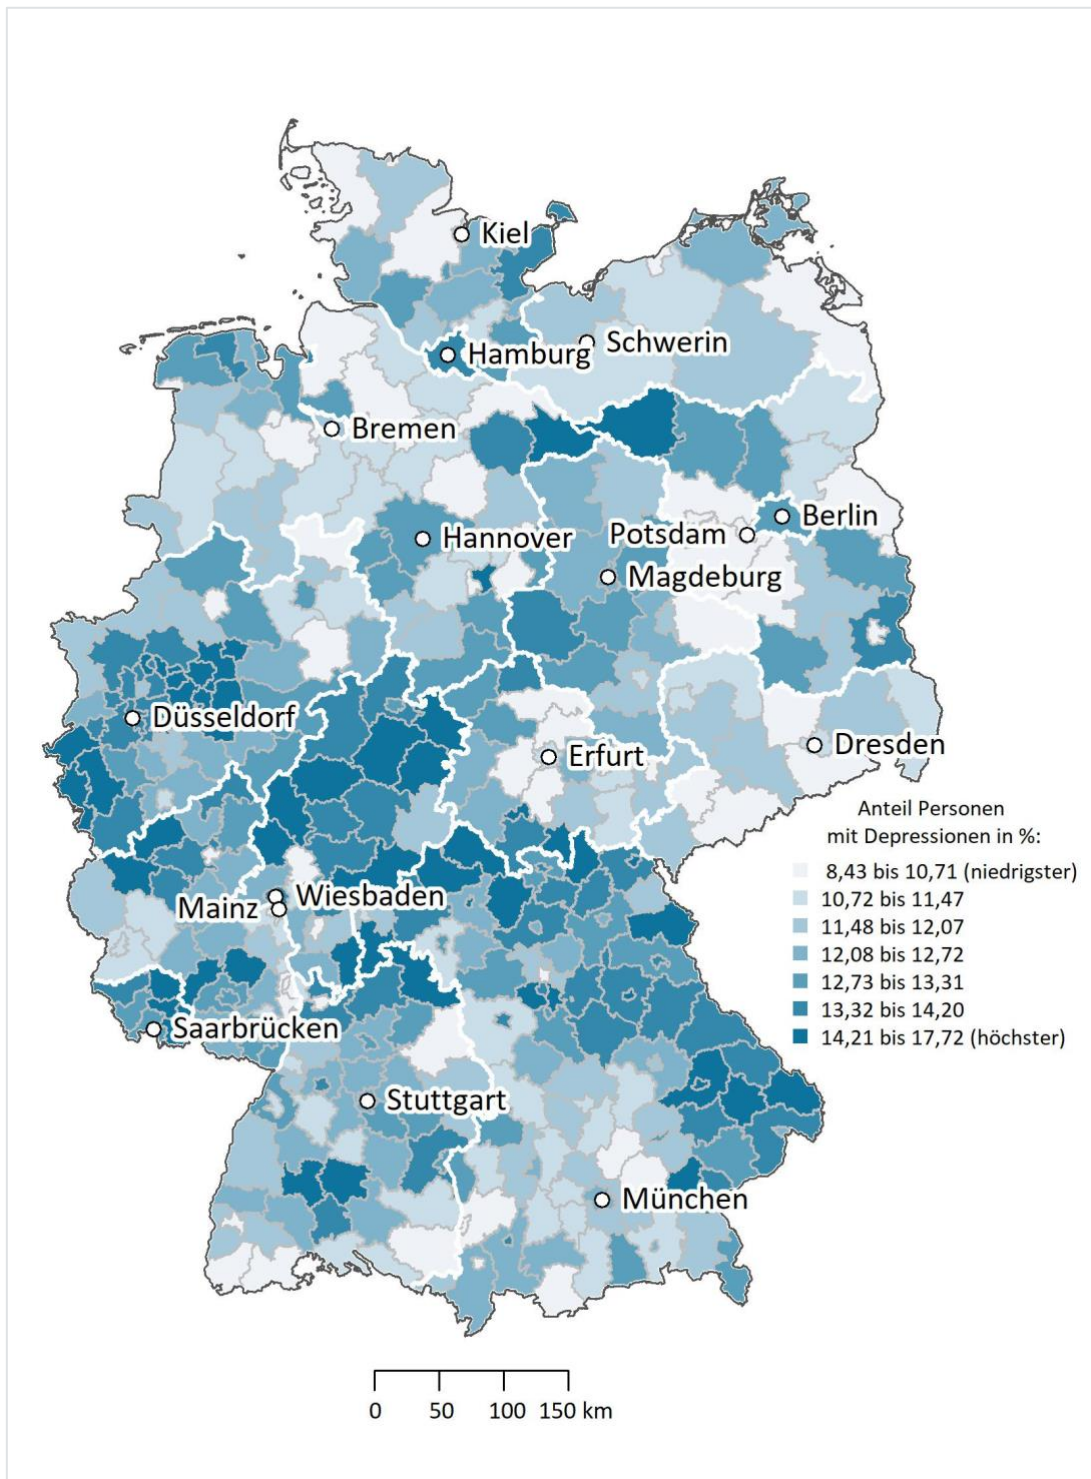 Kiel
Schwerin
Hamburg
Bremen
Berlin
Hannover
Potsdam
Magdeburg
Düsseldorf
Erfurt
Dresden
Anteil Personen
mit Depressionen in %:
8,43 bis 10,71 (niedrigster)
10,72 bis 11,47
11,48 bis 12,07
12,08 bis 12,72
12,73 bis 13,31
13,32 bis 14,20
14,21 bis 17,72 (höchster)
Wiesbaden
Mainz
Saarbrücken
Stuttgart
München
0 50 100 150 km